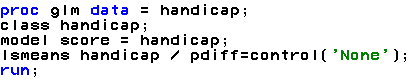 proc glm data = handicap;
class handicap;
model score = handicap;
lsmeans handicap / pdiff=control('None');
run;